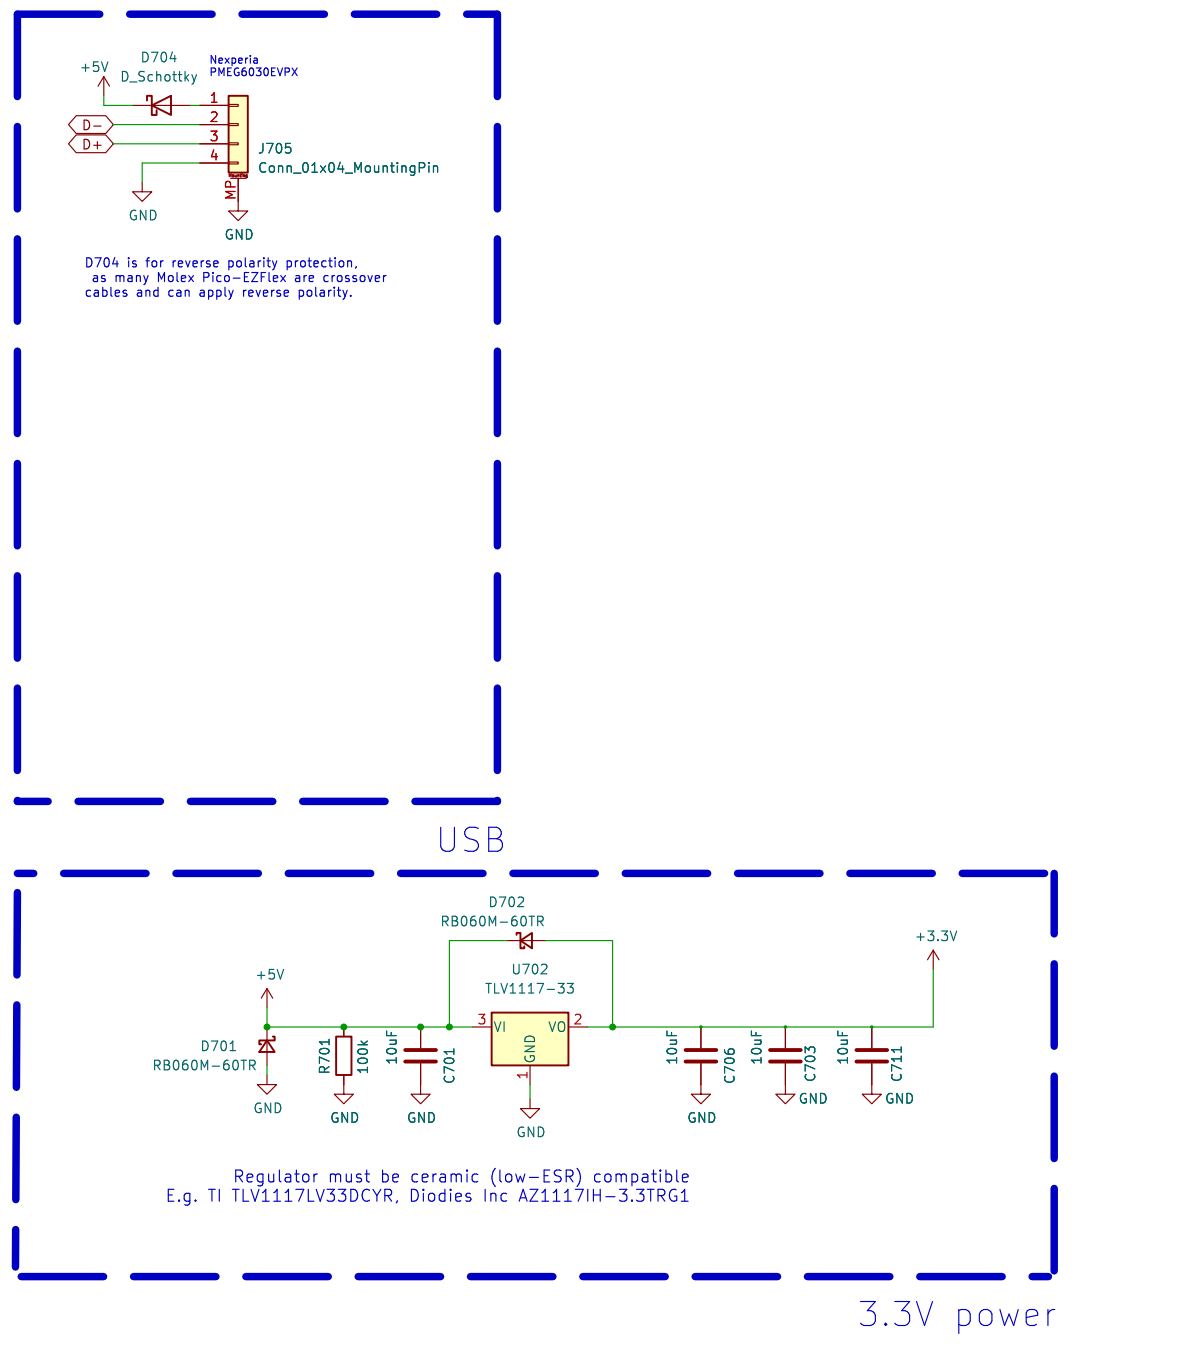 D704
D_Schottky
Nexperia
PMEG6030EVPX
+5V
1
D-
2
D+
3
4
J705
Conn_01x04_MountingPin
MP
GND
GND
D704 is for reverse polarity protection,
as many Molex Pico-EZFlex are crossover
cables and can apply reverse polarity.
USB
D702
RB060M-60TR
+3.3V
U702
TLV1117-33
+5V
3
VI
VO
2
GND
1
D701
RB060M-60TR
R701
100k
10uF
C701
10uF
C706
10uF
C703
10uF
C711
GND
GND
GND
GND
GND
GND
GND
Regulator must be ceramic (low-ESR) compatible
E.g. TI TLV1117LV33DCYR, Diodies Inc AZ1117IH-3.3TRG1
3.3V power